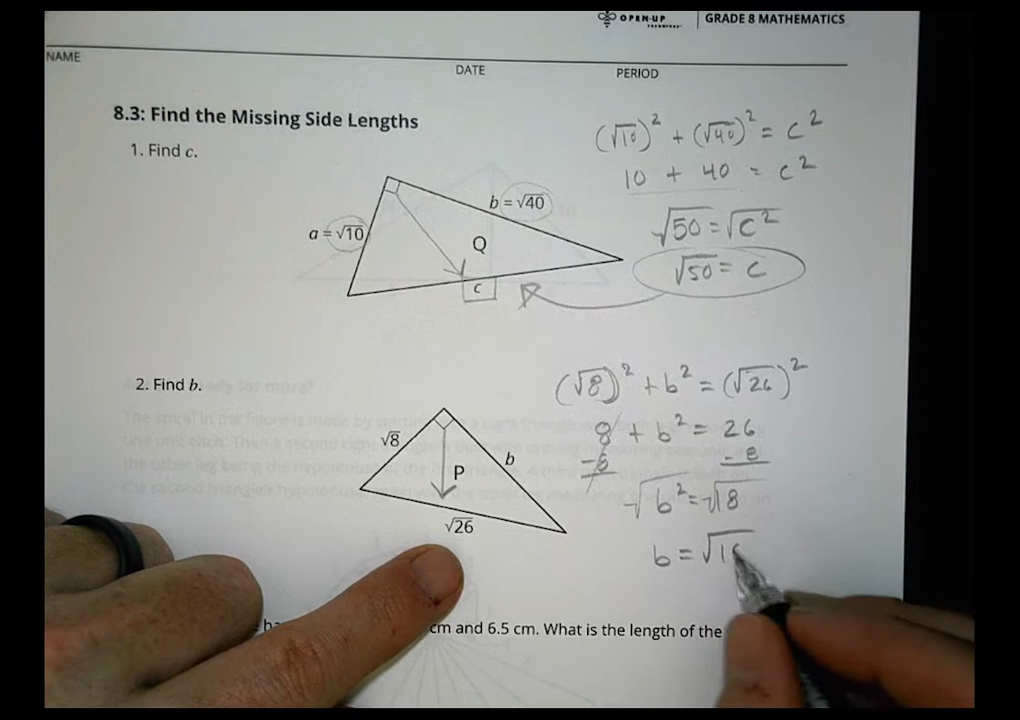 OPEN-UP | GRADE 8 MATHEMATICS
NAME DATE PERIOD
8.3: Find the Missing Side Lengths
1. Find c.
(√10)² + (√40)² = c²
10 + 40 = c²
√50 = √c²
√50 = c
b = √40
a = √10
Q
c
2. Find b.
(√8)² + b² = (√26)²
8 + b² = 26
-8 -8
√b² = √18
b = √1
√8
b
P
√26
cm and 6.5 cm. What is the length of the